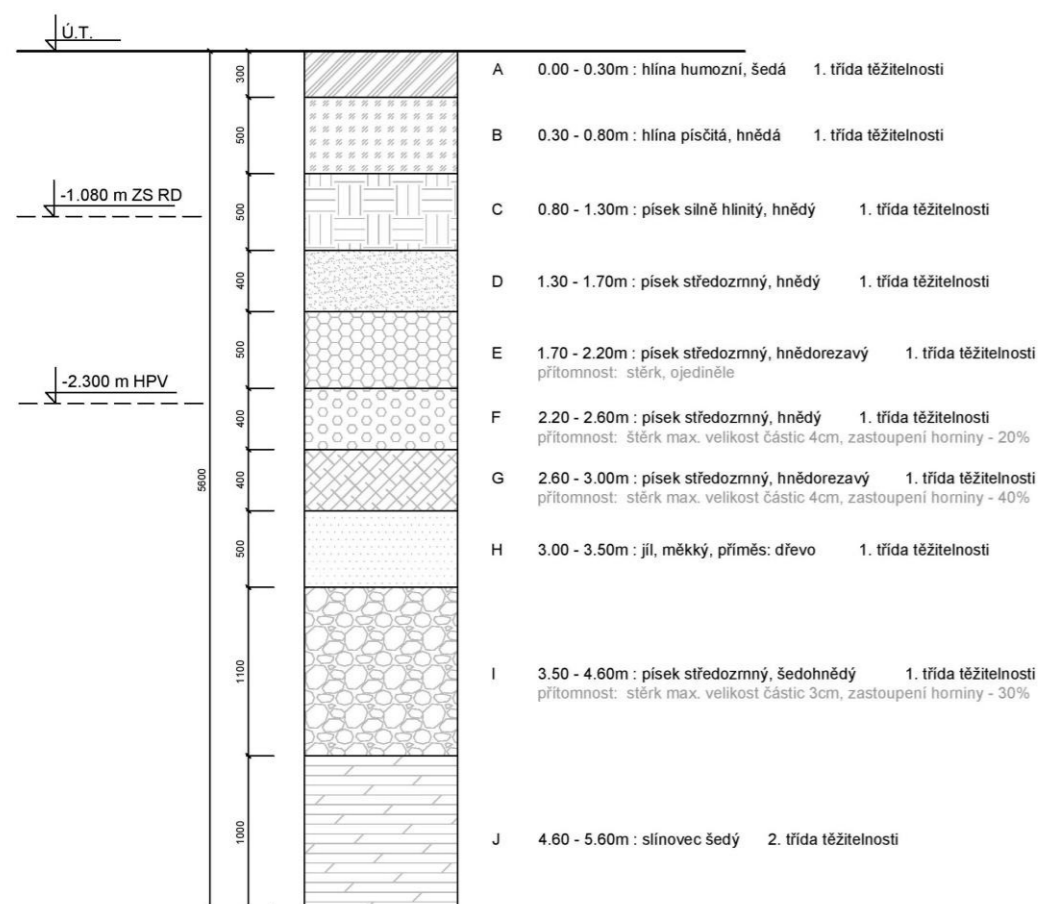 Ú.T.
300
A 0.00 - 0.30m : hlína humozní, šedá 1. třída těžitelnosti
500
B 0.30 - 0.80m : hlína písčitá, hnědá 1. třída těžitelnosti
-1.080 m ZS RD
500
C 0.80 - 1.30m : písek silně hlinitý, hnědý 1. třída těžitelnosti
400
D 1.30 - 1.70m : písek středozrnný, hnědý 1. třída těžitelnosti
500
E 1.70 - 2.20m : písek středozrnný, hnědorezavý 1. třída těžitelnosti
přítomnost: stěrk, ojediněle
-2.300 m HPV
400
F 2.20 - 2.60m : písek středozrnný, hnědý 1. třída těžitelnosti
přítomnost: štěrk max. velikost částic 4cm, zastoupení horniny - 20%
5600
400
G 2.60 - 3.00m : písek středozrnný, hnědorezavý 1. třída těžitelnosti
přítomnost: stěrk max. velikost částic 4cm, zastoupení horniny - 40%
500
H 3.00 - 3.50m : jíl, měkký, příměs: dřevo 1. třída těžitelnosti
1100
I 3.50 - 4.60m : písek středozrnný, šedohnědý 1. třída těžitelnosti
přítomnost: stěrk max. velikost částic 3cm, zastoupení horniny - 30%
1000
J 4.60 - 5.60m : slínovec šedý 2. třída těžitelnosti